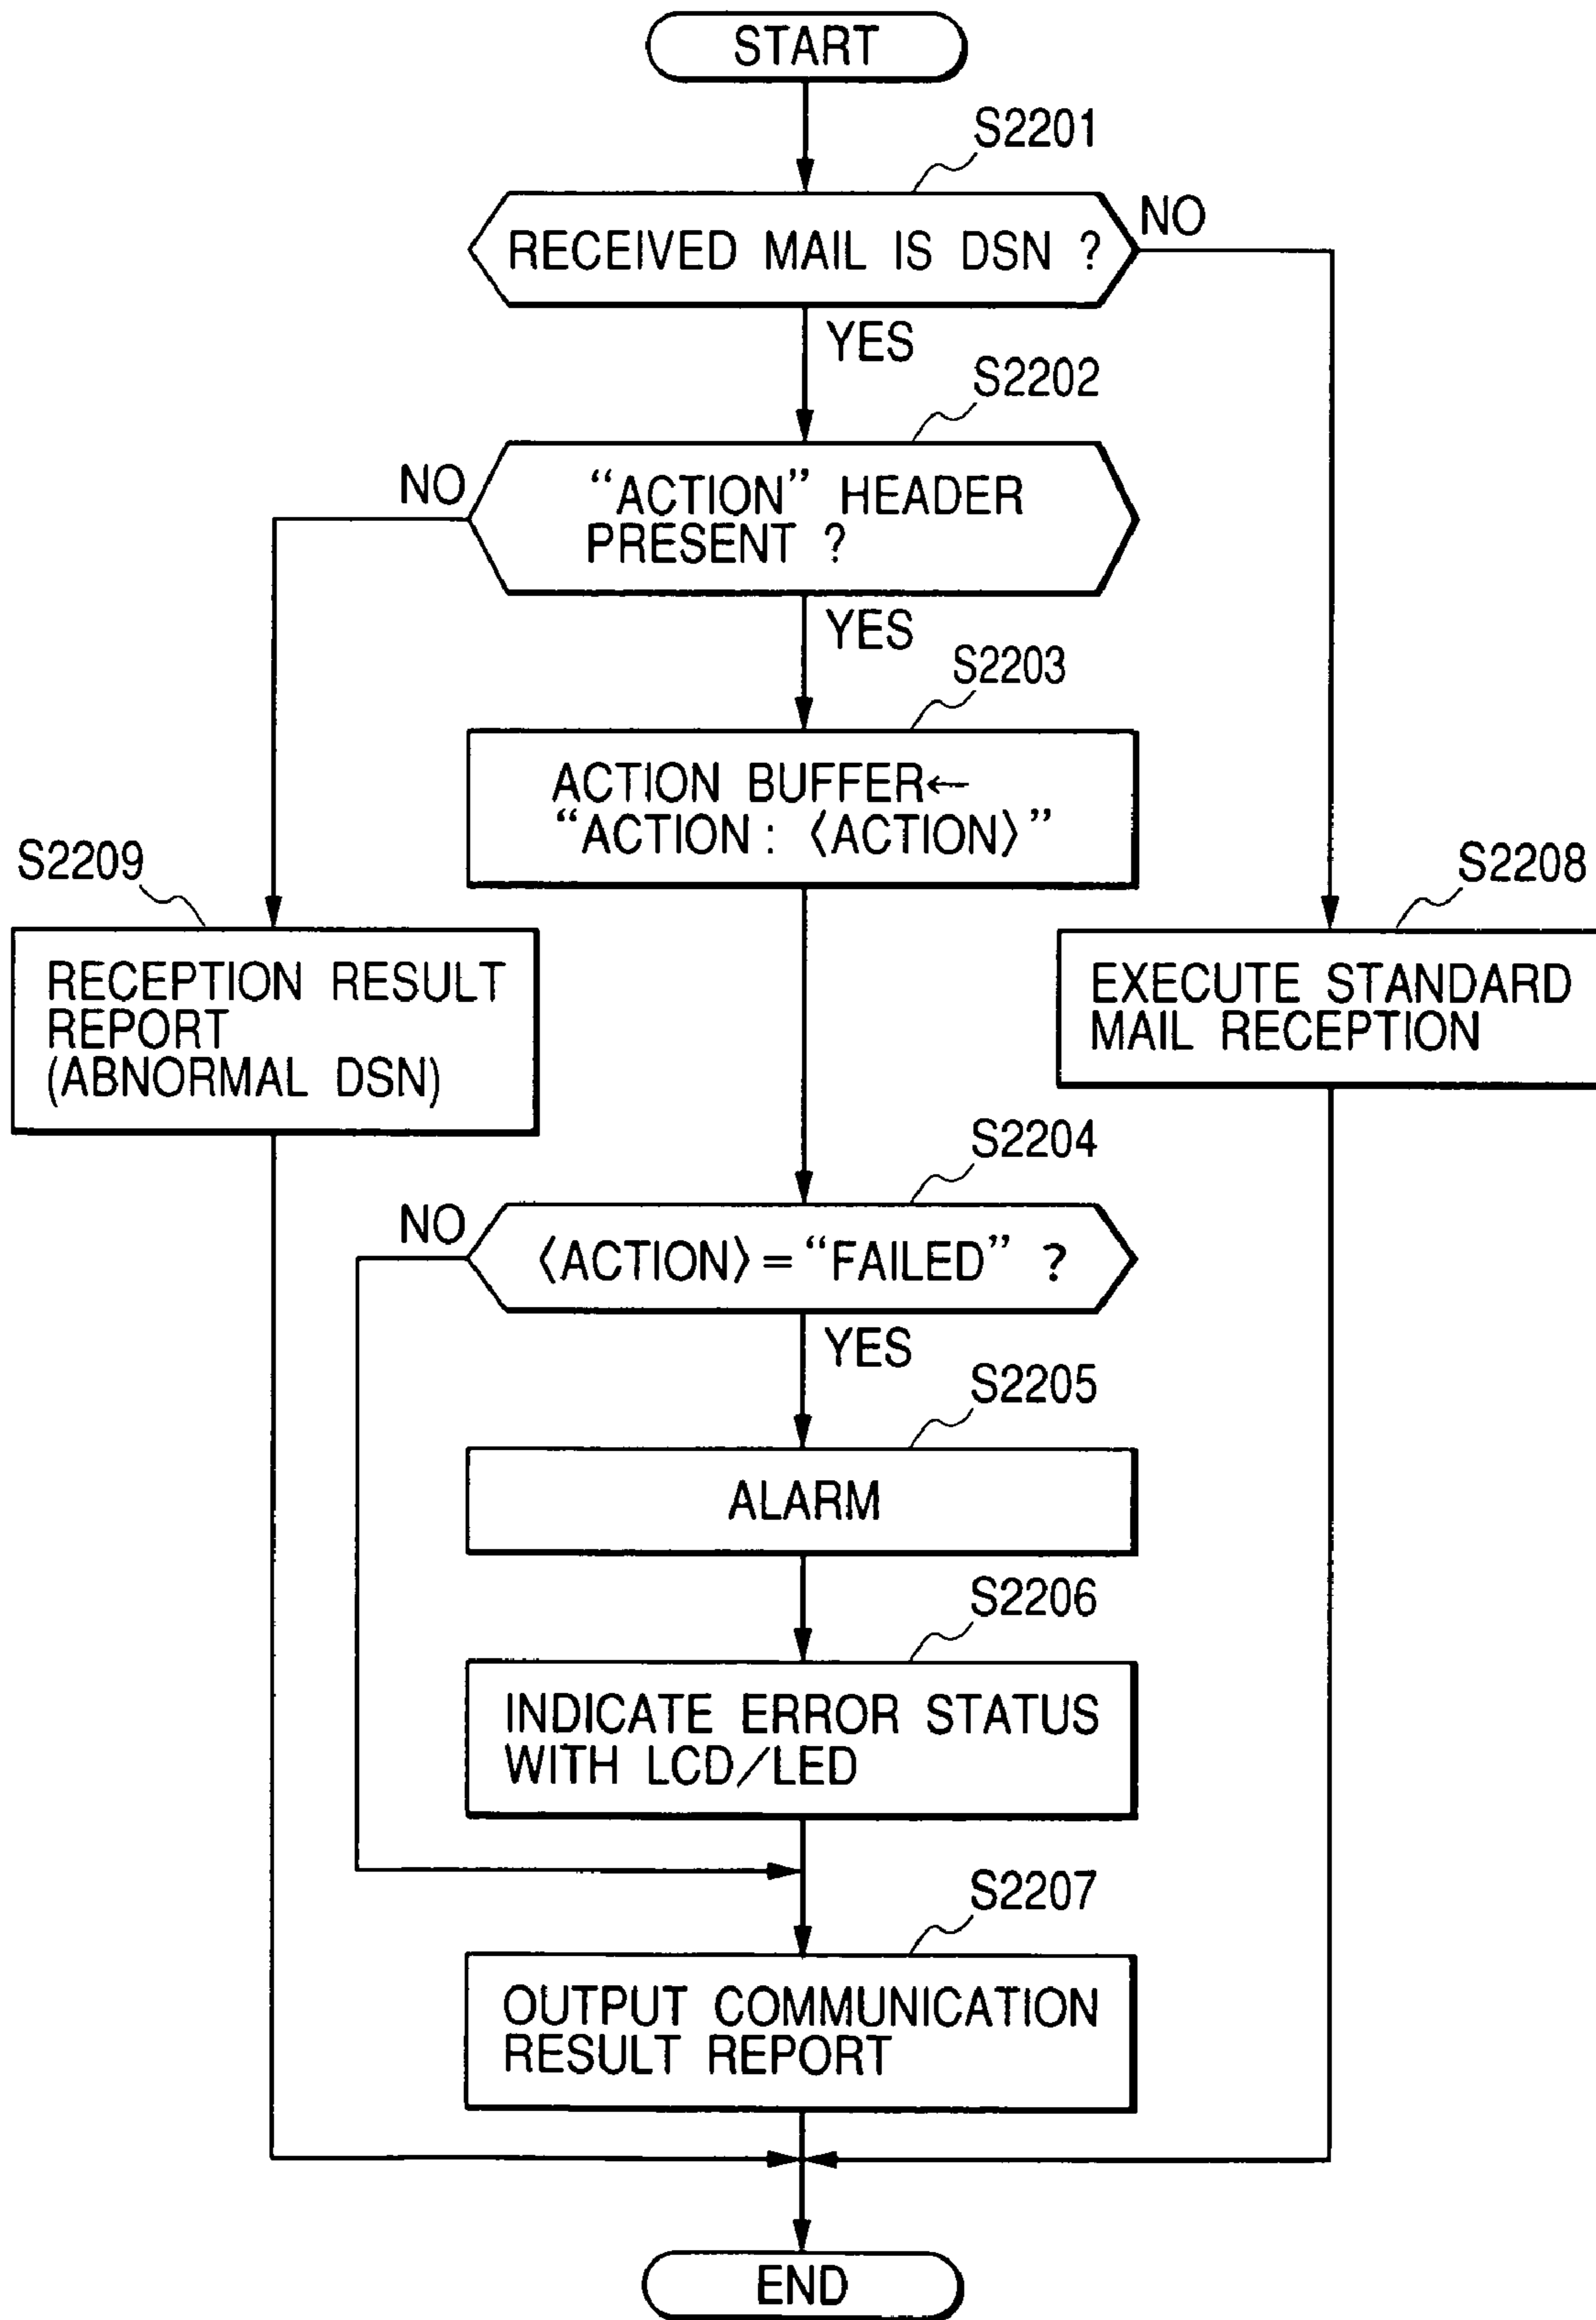 START
S2201
RECEIVED MAIL IS DSN ?
NO
YES
S2202
NO
“ACTION” HEADER
PRESENT ?
YES
S2203
ACTION BUFFER←
“ACTION : 〈ACTION〉”
S2209
RECEPTION RESULT
REPORT
(ABNORMAL DSN)
S2208
EXECUTE STANDARD
MAIL RECEPTION
S2204
NO
〈ACTION〉=“FAILED” ?
YES
S2205
ALARM
S2206
INDICATE ERROR STATUS
WITH LCD/LED
S2207
OUTPUT COMMUNICATION
RESULT REPORT
END